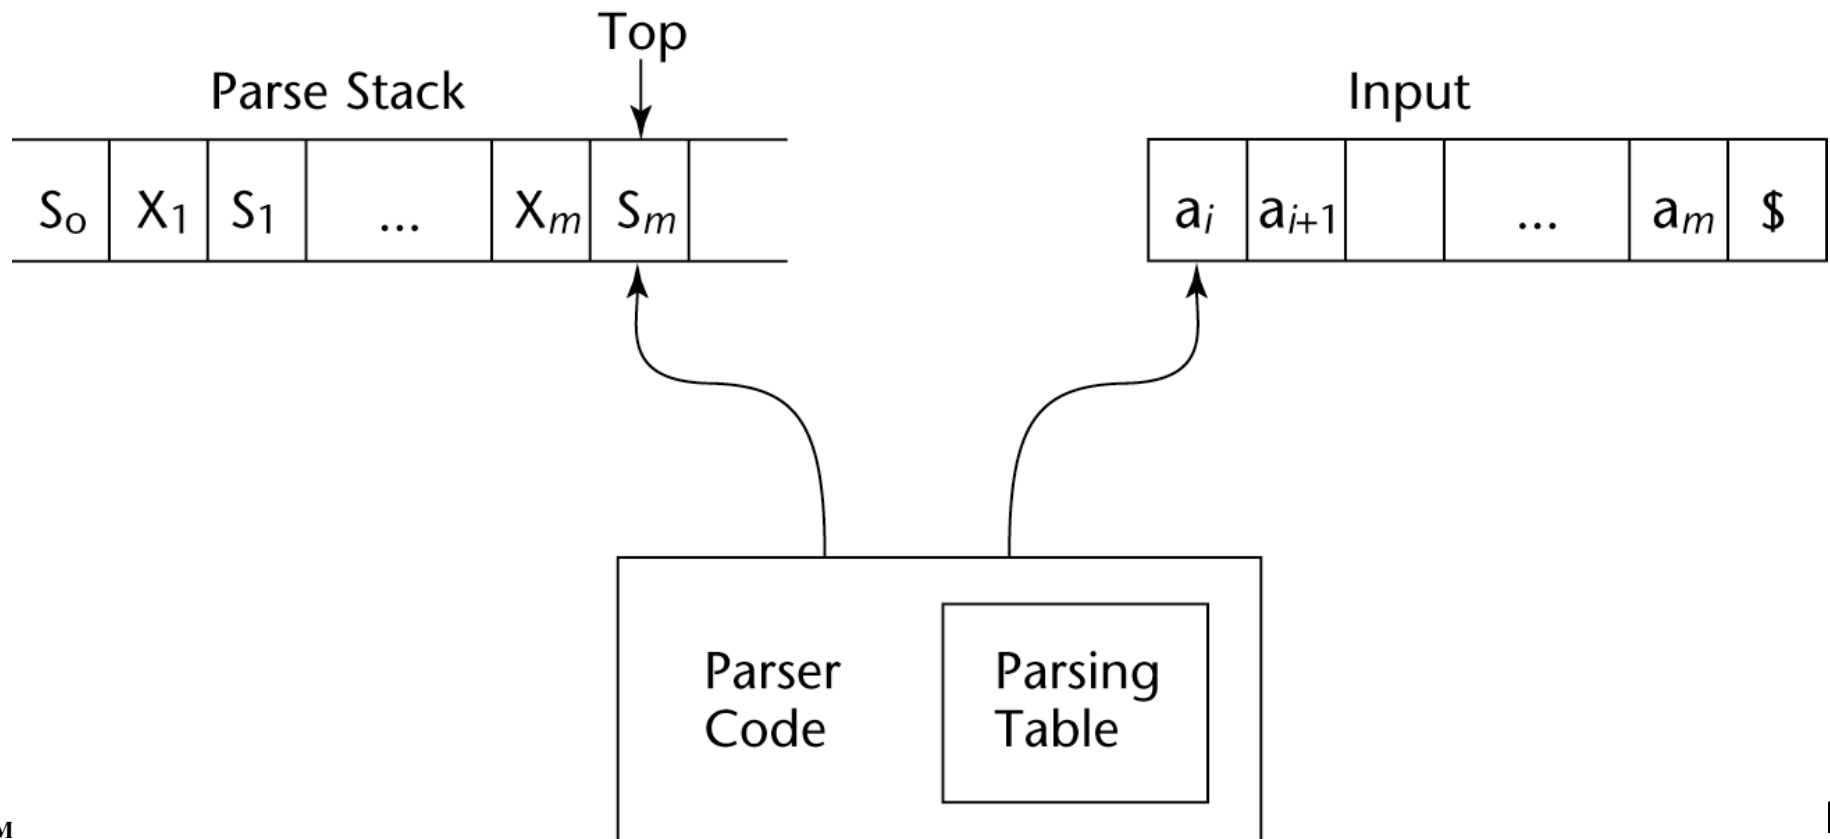 Top
Parse Stack
Input
S₀ X₁ S₁ ... Xₘ Sₘ
aᵢ aᵢ₊₁ ... aₘ $
Parser
Code
Parsing
Table
M